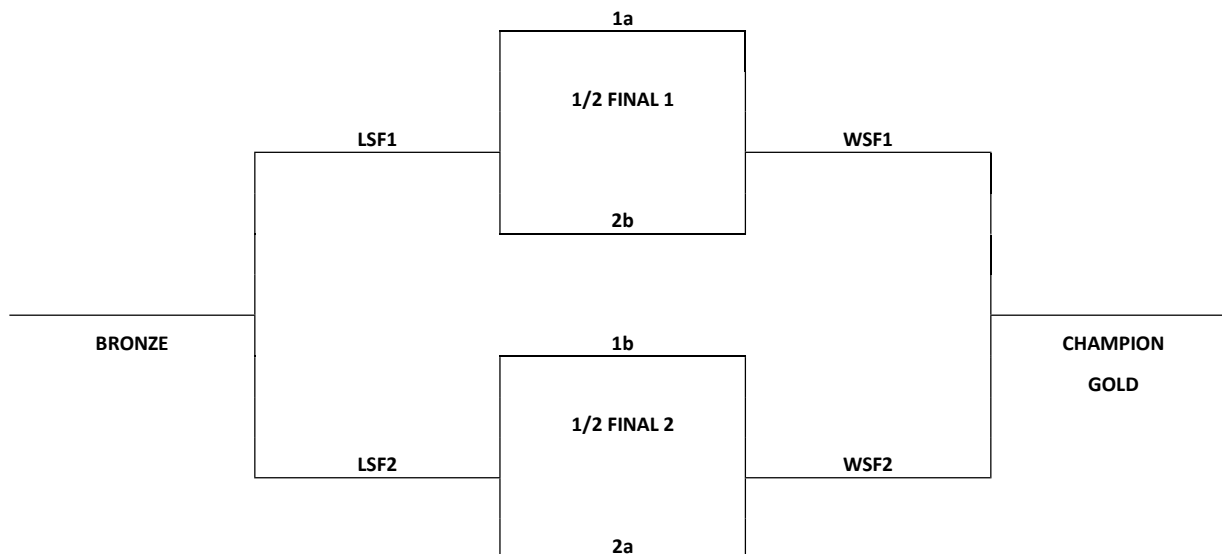 1a
1/2 FINAL 1
LSF1
WSF1
2b
BRONZE
1b
CHAMPION
GOLD
1/2 FINAL 2
LSF2
WSF2
2a